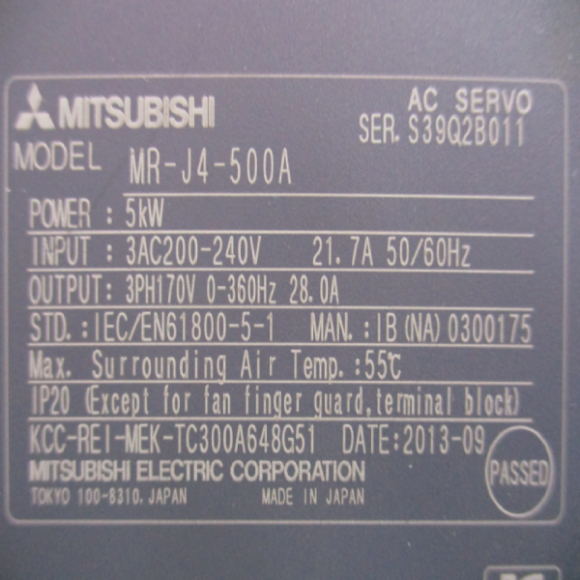 MITSUBISHI
AC SERVO
SER. S39Q2B011
MODEL MR-J4-500A
POWER : 5kW
INPUT : 3AC200-240V 21.7A 50/60Hz
OUTPUT: 3PH170V 0-360Hz 28.0A
STD.: IEC/EN61800-5-1 MAN.: IB(NA)0300175
Max. Surrounding Air Temp.:55℃
IP20 (Except for fan finger guard,terminal block)
KCC-REI-MEK-TC300A648G51 DATE:2013-09
PASSED
MITSUBISHI ELECTRIC CORPORATION
TOKYO 100-8310, JAPAN MADE IN JAPAN